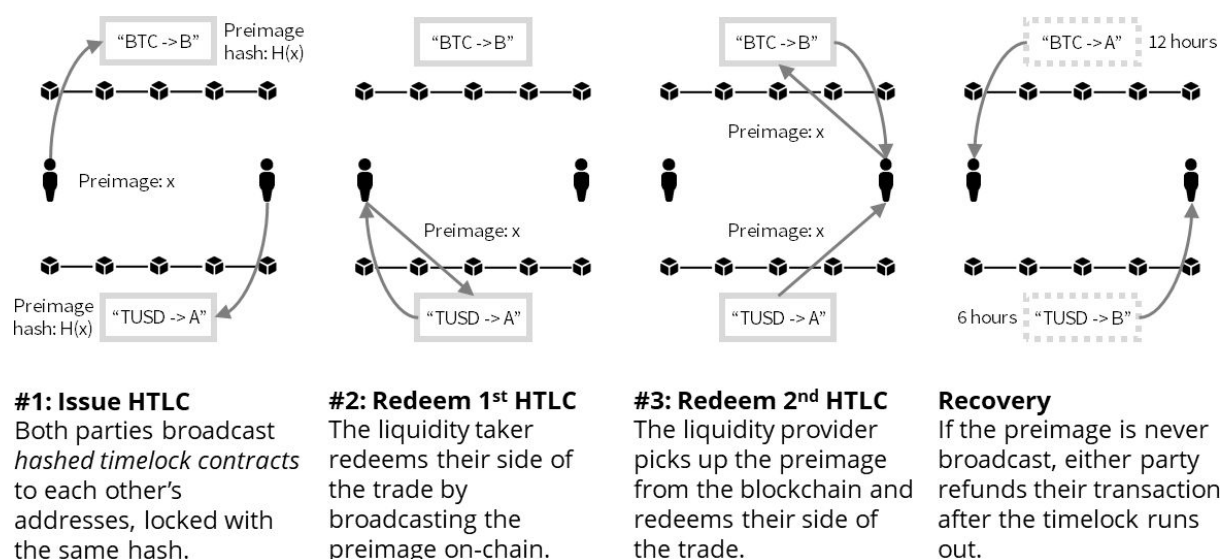 "BTC ->B"
Preimage
hash: H(x)
Preimage: x
Preimage
hash: H(x)
"TUSD -> A"
#1: Issue HTLC
Both parties broadcast
hashed timelock contracts
to each other's
addresses, locked with
the same hash.
"BTC ->B"
Preimage: x
"TUSD -> A"
#2: Redeem 1st HTLC
The liquidity taker
redeems their side of
the trade by
broadcasting the
preimage on-chain.
"BTC ->B"
Preimage: x
Preimage: x
"TUSD -> A"
#3: Redeem 2nd HTLC
The liquidity provider
picks up the preimage
from the blockchain and
redeems their side of
the trade.
"BTC ->A"
12 hours
6 hours
"TUSD -> B"
Recovery
If the preimage is never
broadcast, either party
refunds their transaction
after the timelock runs
out.